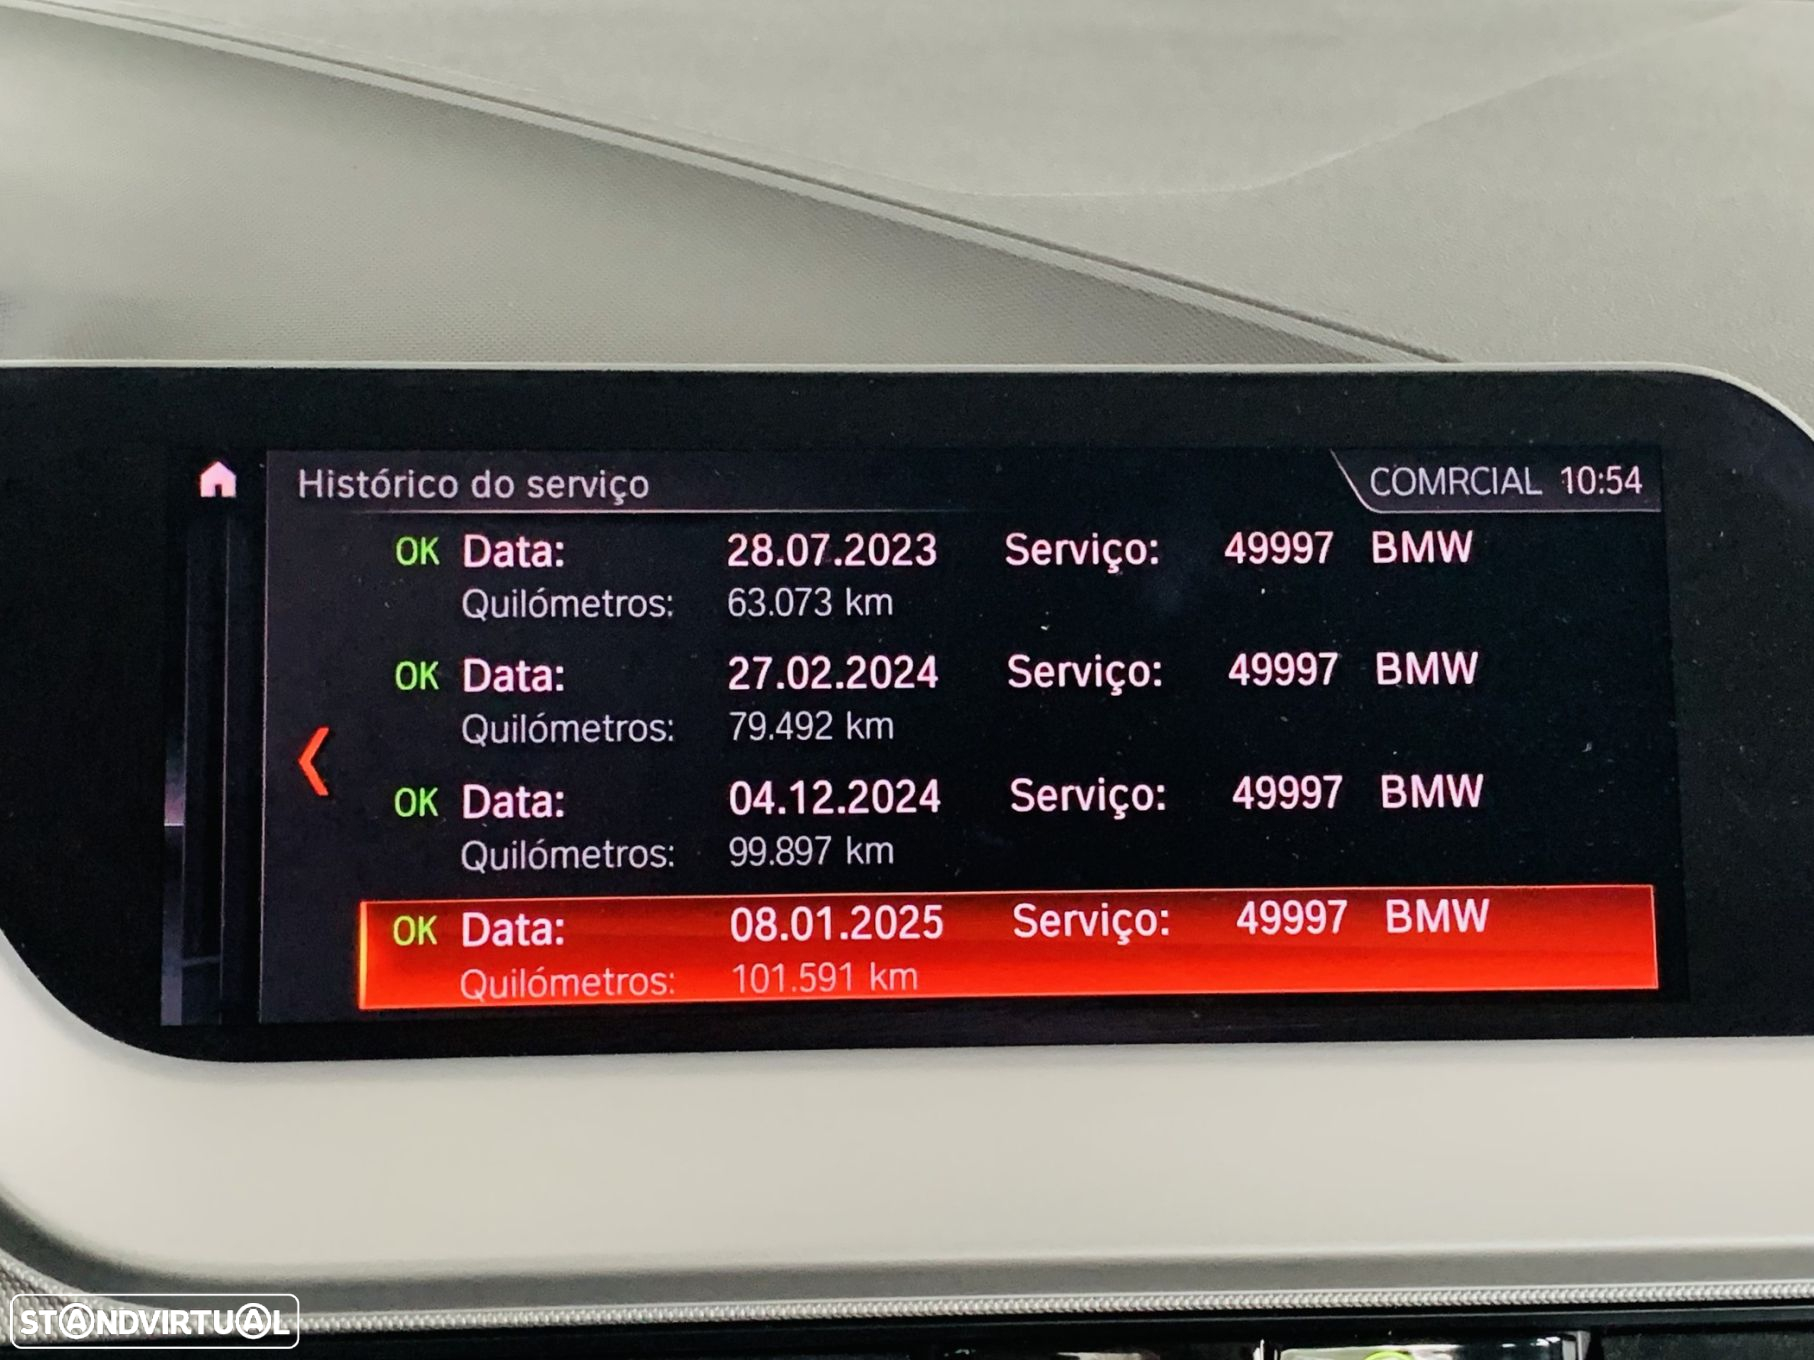 Histórico do serviço COMRCIAL 10:54
OK Data: 28.07.2023 Serviço: 49997 BMW
Quilómetros: 63.073 km
OK Data: 27.02.2024 Serviço: 49997 BMW
Quilómetros: 79.492 km
OK Data: 04.12.2024 Serviço: 49997 BMW
Quilómetros: 99.897 km
OK Data: 08.01.2025 Serviço: 49997 BMW
Quilómetros: 101.591 km
STANDVIRTUAL